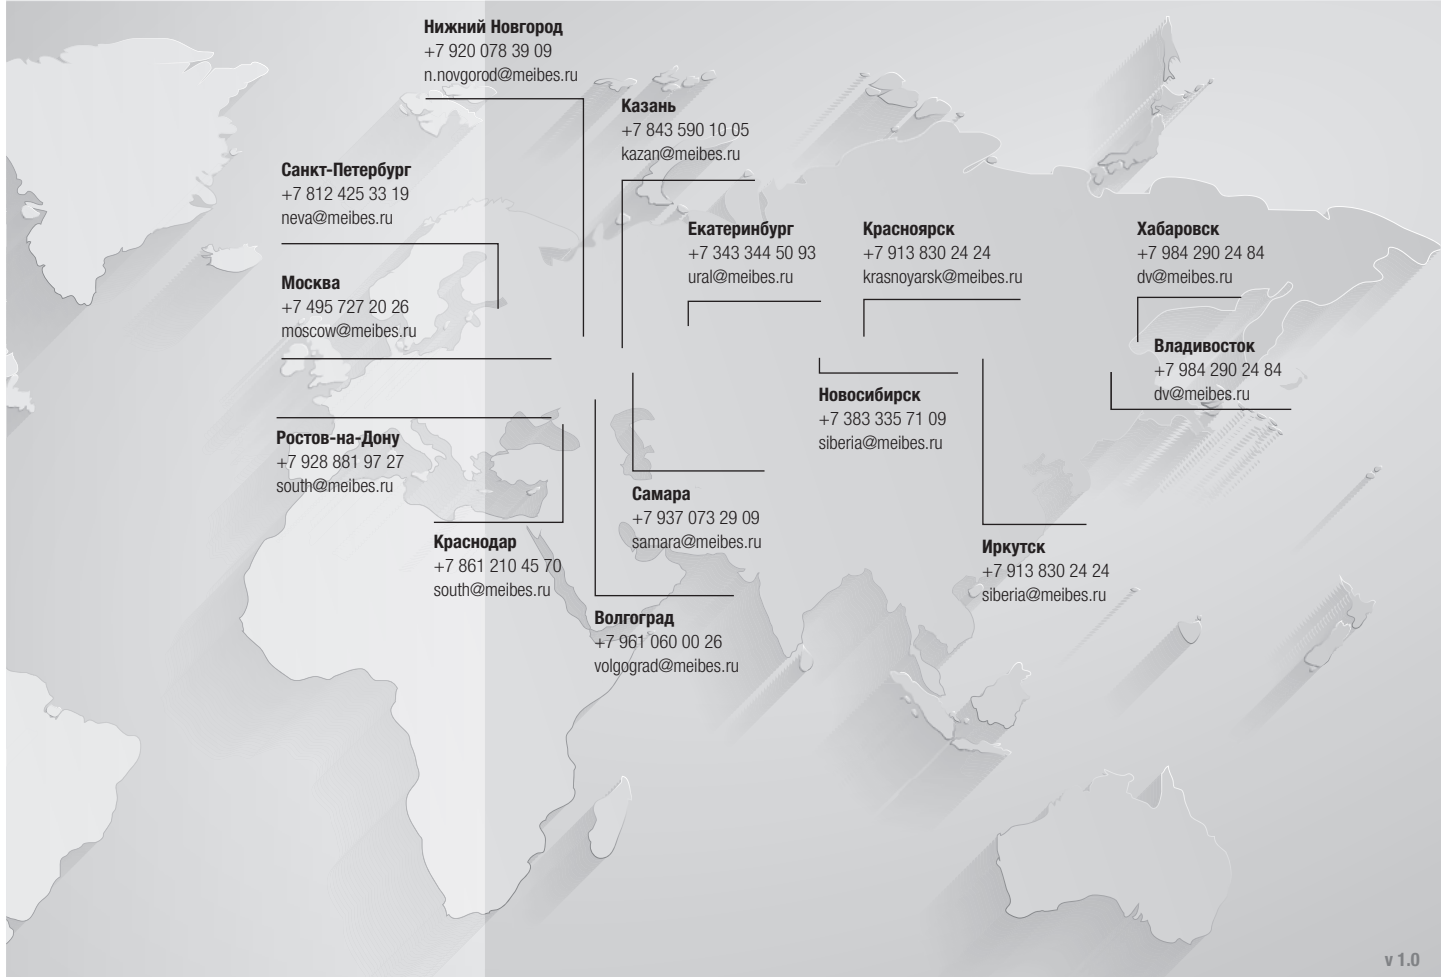 Нижний Новгород
+7 920 078 39 09
n.novgorod@meibes.ru
Казань
+7 843 590 10 05
kazan@meibes.ru
Санкт-Петербург
+7 812 425 33 19
neva@meibes.ru
Екатеринбург
+7 343 344 50 93
ural@meibes.ru
Красноярск
+7 913 830 24 24
krasnoyarsk@meibes.ru
Хабаровск
+7 984 290 24 84
dv@meibes.ru
Москва
+7 495 727 20 26
moscow@meibes.ru
Владивосток
+7 984 290 24 84
dv@meibes.ru
Новосибирск
+7 383 335 71 09
siberia@meibes.ru
Ростов-на-Дону
+7 928 881 97 27
south@meibes.ru
Самара
+7 937 073 29 09
samara@meibes.ru
Краснодар
+7 861 210 45 70
south@meibes.ru
Иркутск
+7 913 830 24 24
siberia@meibes.ru
Волгоград
+7 961 060 00 26
volgograd@meibes.ru
v 1.0